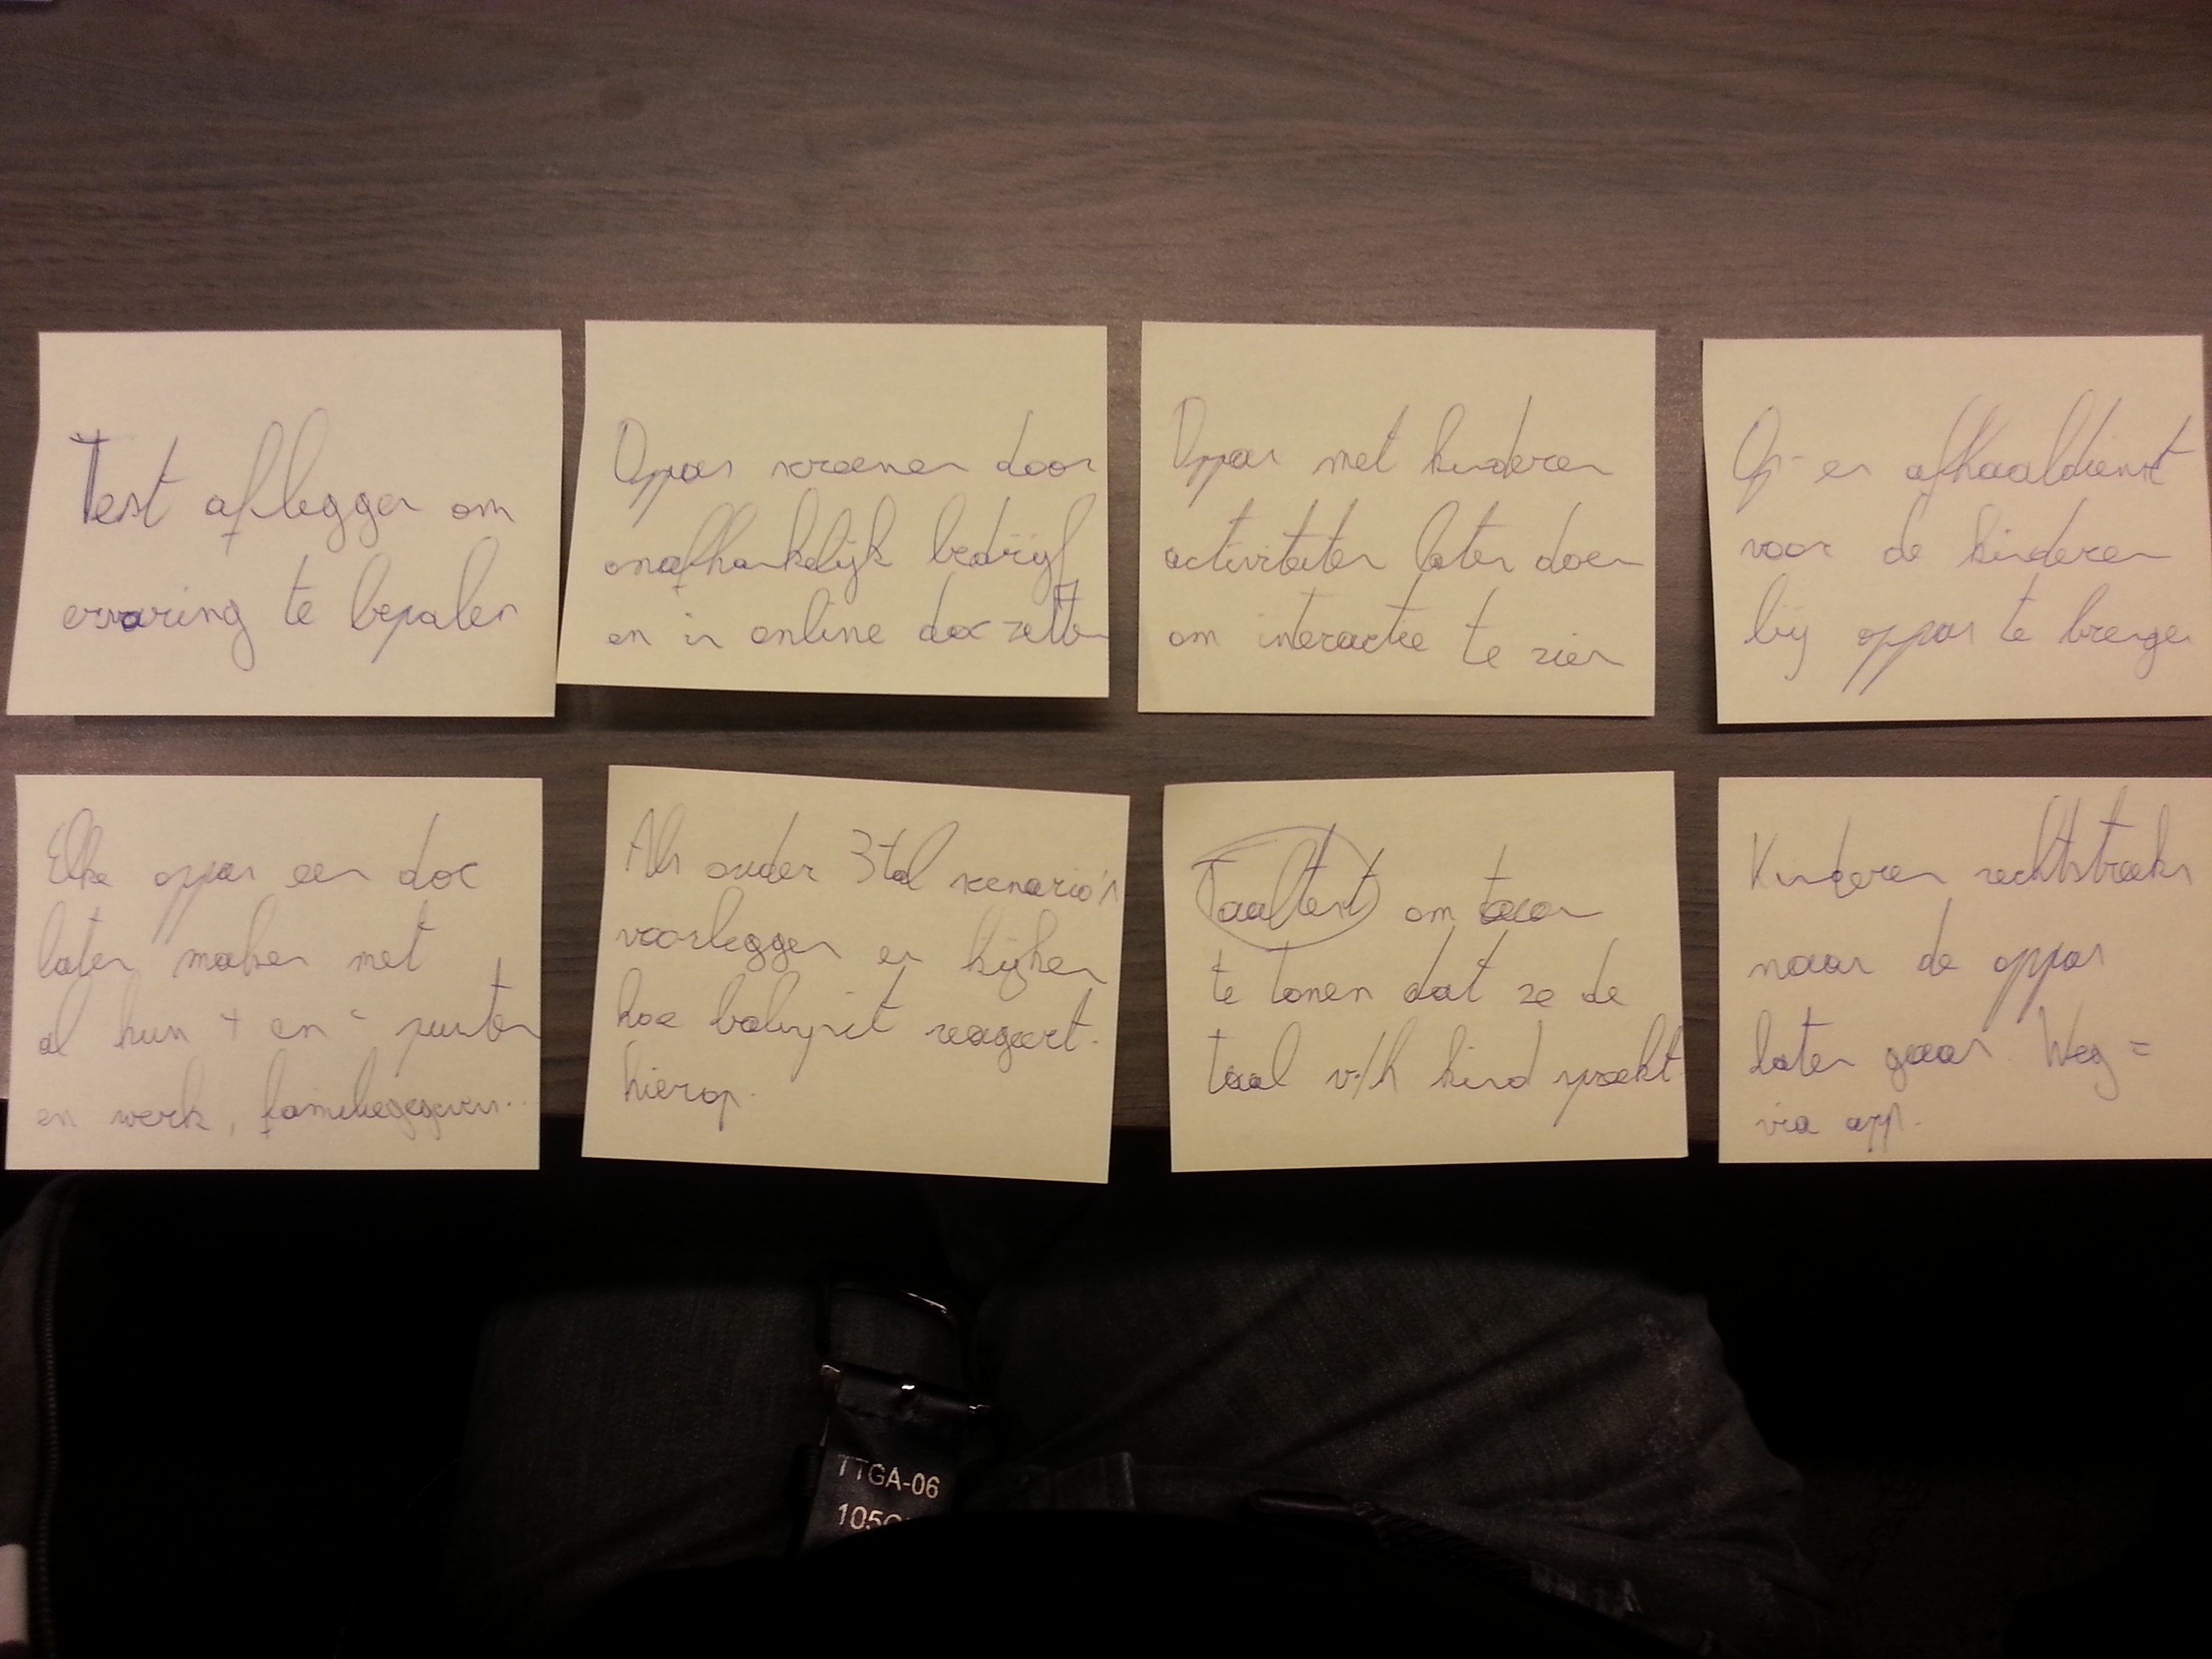 Test afleggen om
ervaring te bepalen
Oppas screenen door
onafhankelijk bedrijf
en in online doc zetten
Oppas met kinderen
activiteiten laten doen
om interactie te zien
Op- en afhaaldienst
voor de kinderen
bij oppas te brengen
Elke oppas een doc
laten maken met
al hun + en - punten
en werk, familiegegevens..
Als ouder 3tal scenario's
voorleggen en kijken
hoe babysit reageert.
hierop.
Taaltest om
te tonen dat ze de
taal v/h kind spreekt.
Kinderen rechtstreeks
naar de oppas
laten gaan. Weg =
via app.
TTGA-06